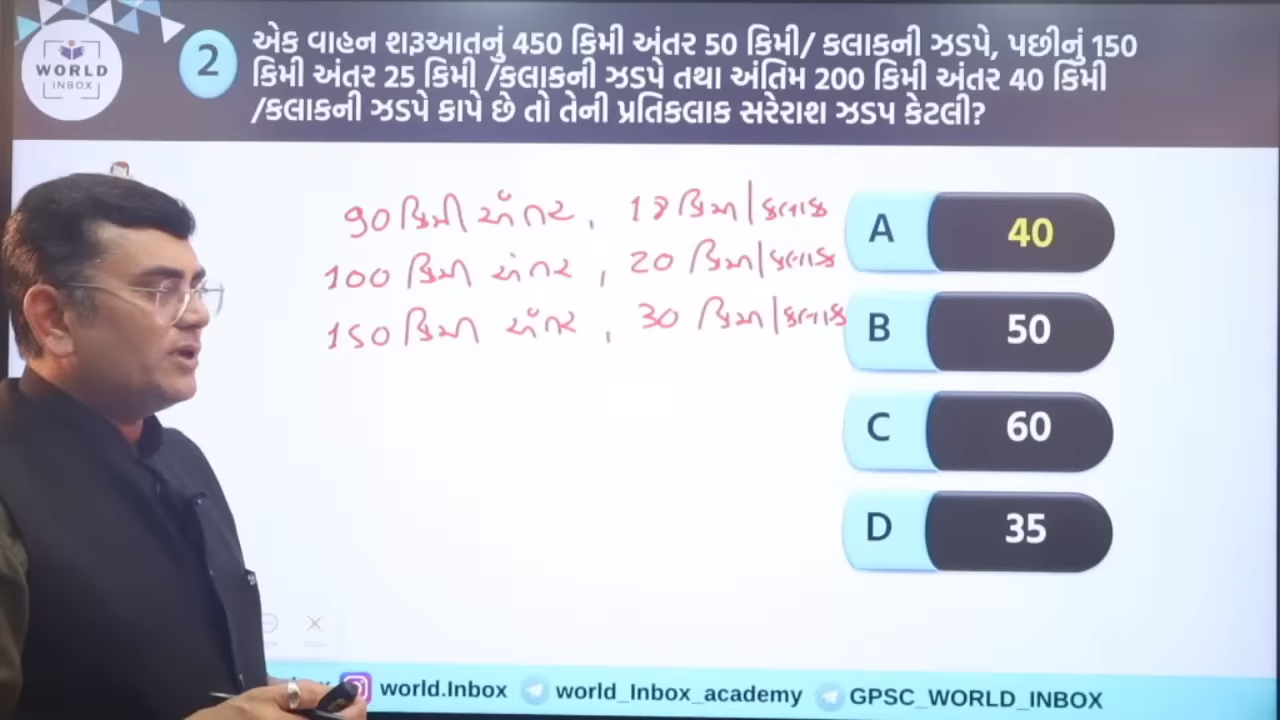 WORLD
INBOX
2
એક વાહન શરૂઆતનું 450 કિમી અંતર 50 કિમી/ કલાકની ઝડપે, પછીનું 150
કિમી અંતર 25 કિમી /કલાકની ઝડપે તથા અંતિમ 200 કિમી અંતર 40 કિમી
/કલાકની ઝડપે કાપે છે તો તેની પ્રતિકલાક સરેરાશ ઝડપ કેટલી?
90 કિમી અંતર, 18 કિમી/કલાક
100 કિમી અંતર, 20 કિમી/કલાક
150 કિમી અંતર, 30 કિમી/કલાક
A 40
B 50
C 60
D 35
world.Inbox world_Inbox_academy GPSC_WORLD_INBOX